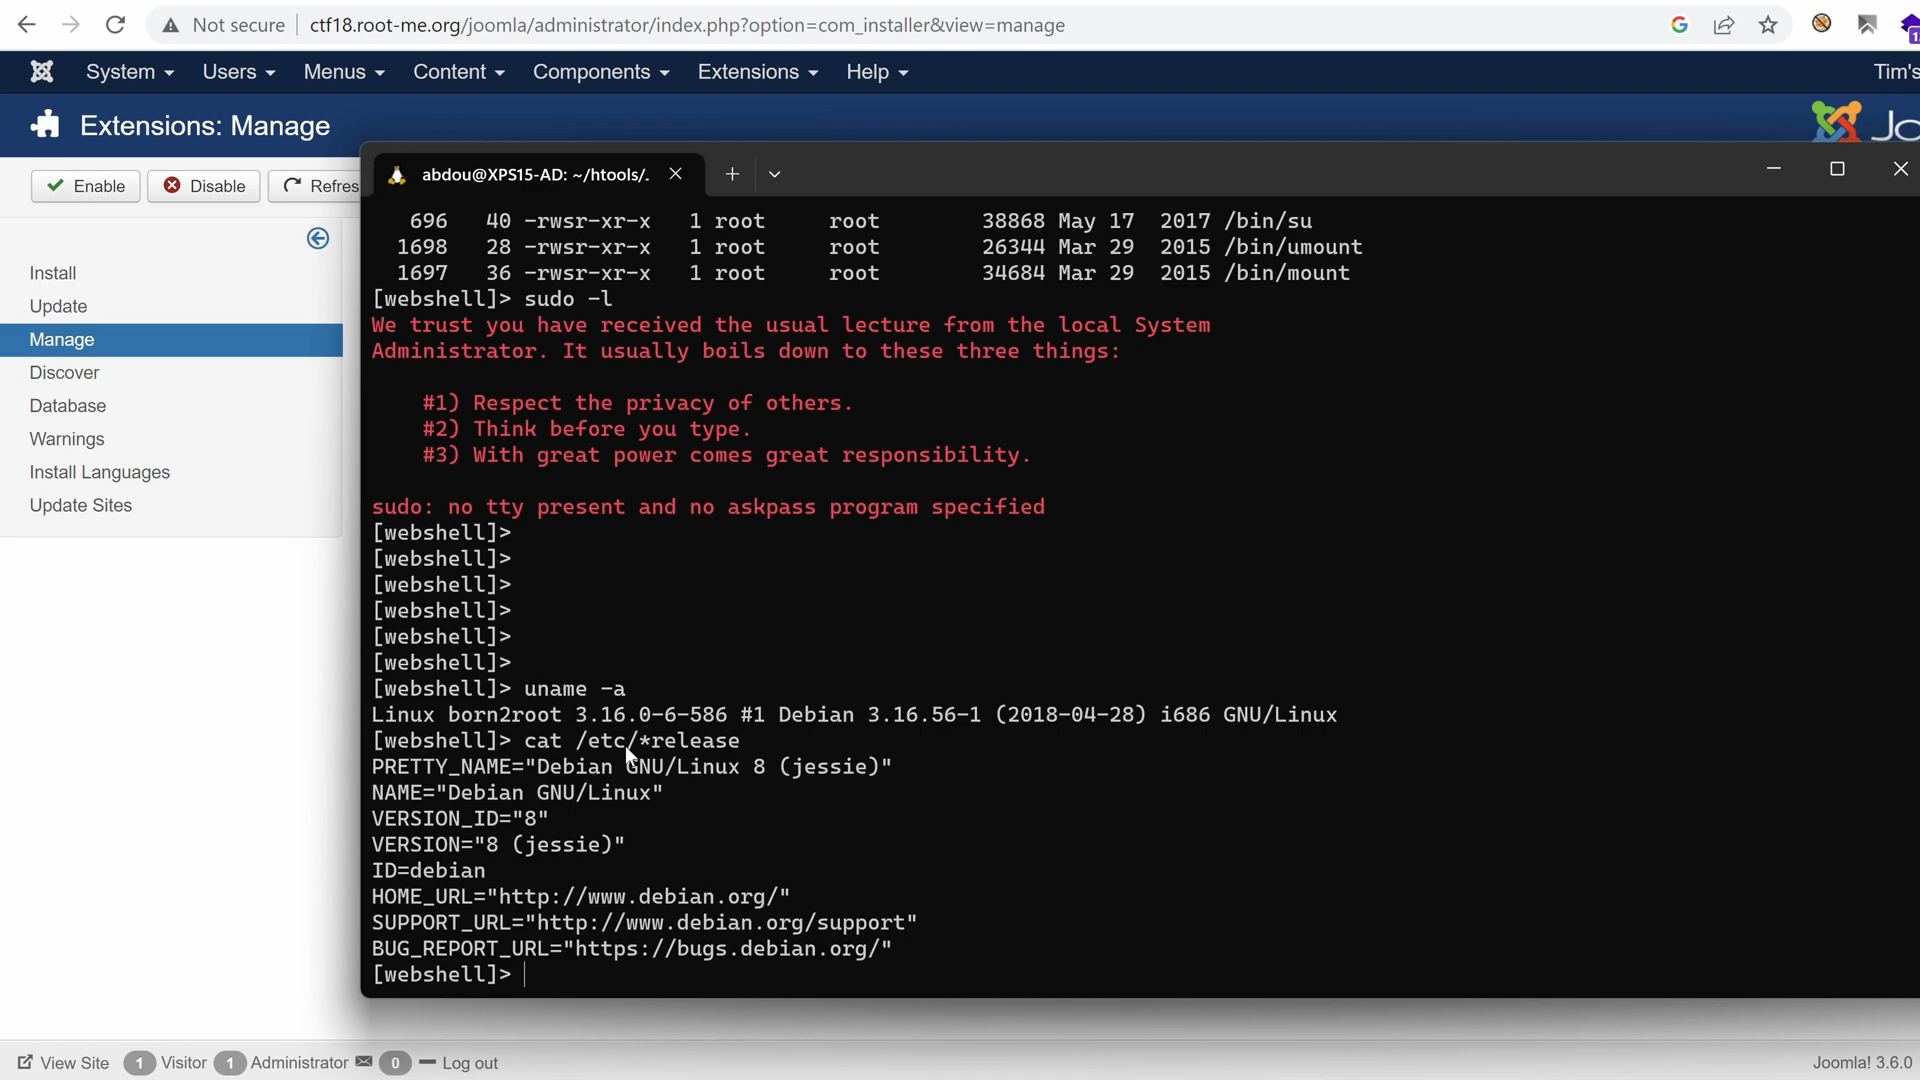 Not secure ctf18.root-me.org/joomla/administrator/index.php?option=com_installer&view=manage
System Users Menus Content Components Extensions Help Tim's
Extensions: Manage
Enable Disable Refres
Install
Update
Manage
Discover
Database
Warnings
Install Languages
Update Sites
abdou@XPS15-AD: ~/htools/.
696 40 -rwsr-xr-x 1 root root 38868 May 17 2017 /bin/su
1698 28 -rwsr-xr-x 1 root root 26344 Mar 29 2015 /bin/umount
1697 36 -rwsr-xr-x 1 root root 34684 Mar 29 2015 /bin/mount
[webshell]> sudo -l
We trust you have received the usual lecture from the local System
Administrator. It usually boils down to these three things:
#1) Respect the privacy of others.
#2) Think before you type.
#3) With great power comes great responsibility.
sudo: no tty present and no askpass program specified
[webshell]>
[webshell]>
[webshell]>
[webshell]>
[webshell]>
[webshell]>
[webshell]> uname -a
Linux born2root 3.16.0-6-586 #1 Debian 3.16.56-1 (2018-04-28) i686 GNU/Linux
[webshell]> cat /etc/*release
PRETTY_NAME="Debian GNU/Linux 8 (jessie)"
NAME="Debian GNU/Linux"
VERSION_ID="8"
VERSION="8 (jessie)"
ID=debian
HOME_URL="http://www.debian.org/"
SUPPORT_URL="http://www.debian.org/support"
BUG_REPORT_URL="https://bugs.debian.org/"
[webshell]>
View Site 1 Visitor 1 Administrator 0 Log out
Joomla! 3.6.0